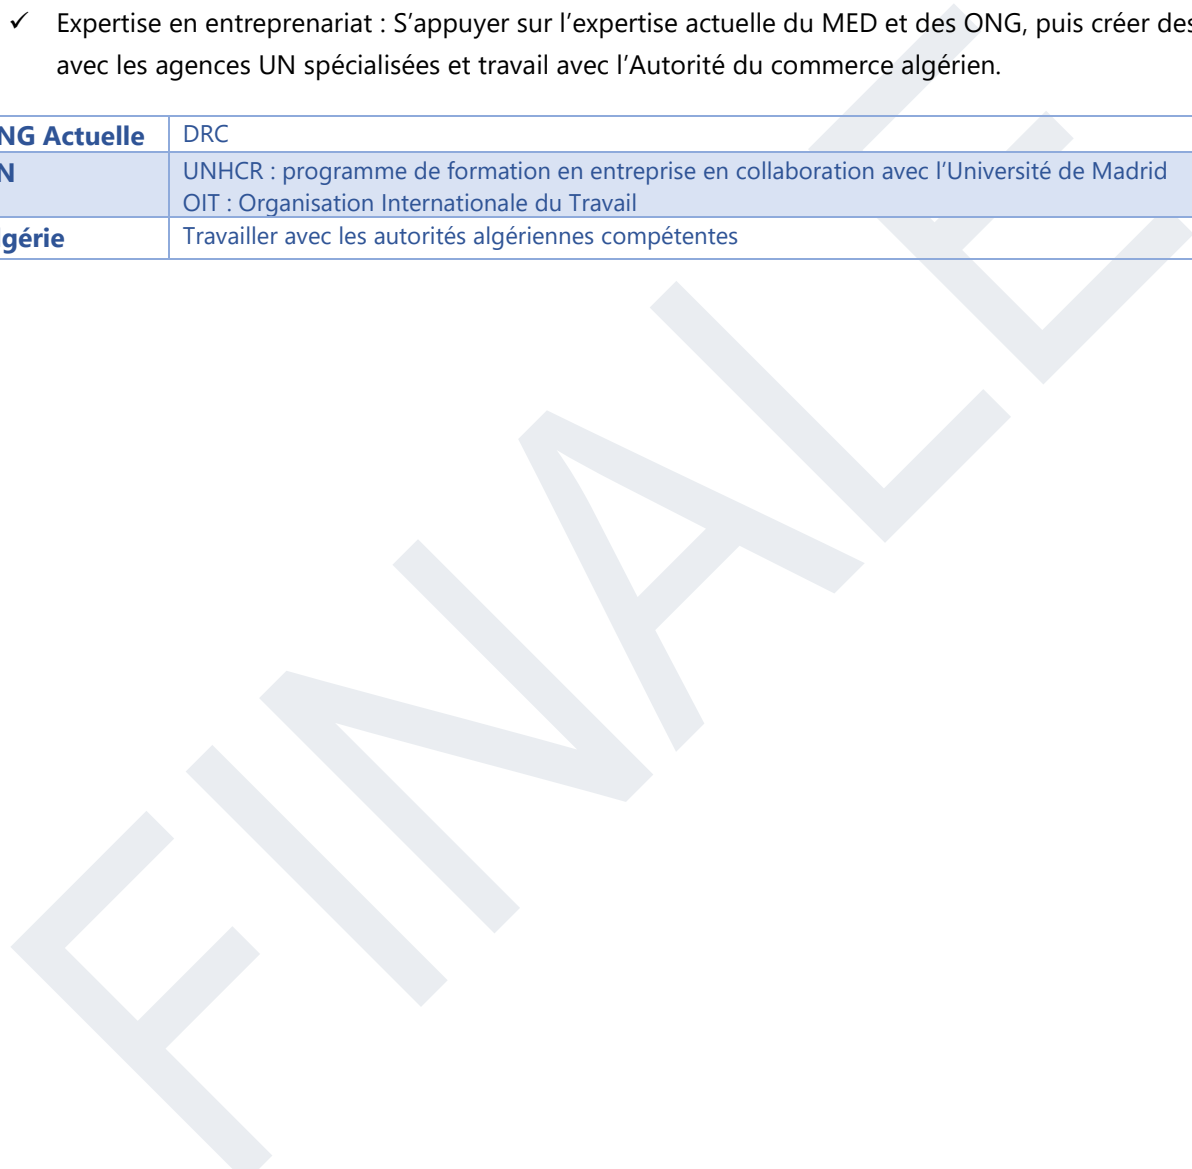 ✓ Expertise en entreprenariat : S'appuyer sur l'expertise actuelle du MED et des ONG, puis créer des
avec les agences UN spécialisées et travail avec l'Autorité du commerce algérien.
NG Actuelle DRC
N UNHCR : programme de formation en entreprise en collaboration avec l'Université de Madrid
OIT : Organisation Internationale du Travail
gérie Travailler avec les autorités algériennes compétentes
FINALE